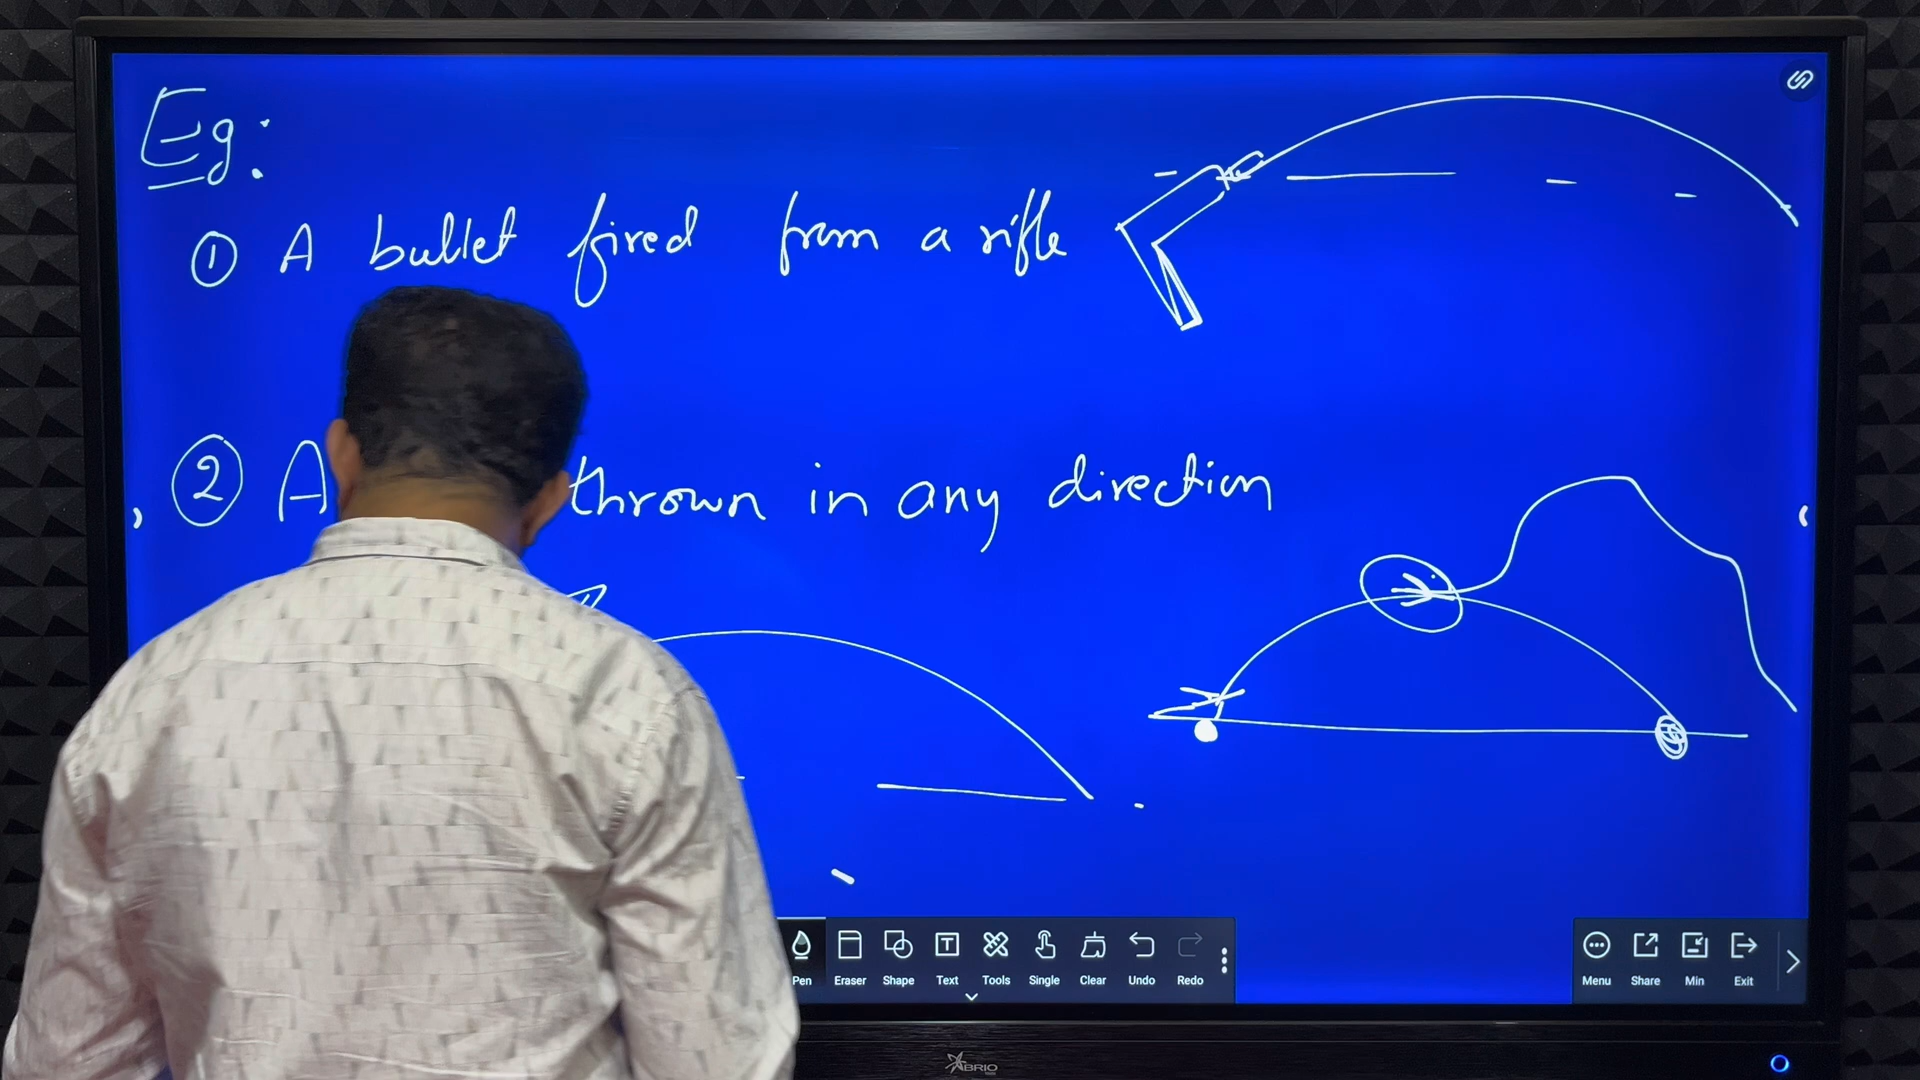 Eg:
① A bullet fired from a rifle
② A thrown in any direction
Pen Eraser Shape Text Tools Single Clear Undo Redo
Menu Share Min Exit
ABRIO